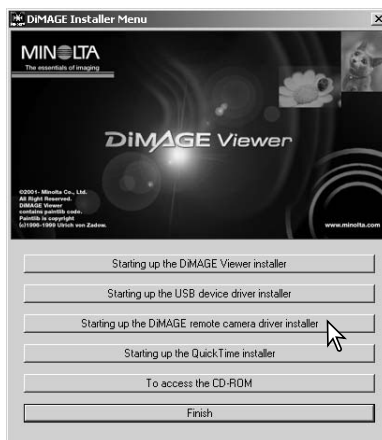 DiMAGE Installer Menu
MINOLTA
The essentials of imaging
DiMAGE Viewer
©2001- Minolta Co., Ltd.
All Right Reserved.
DiMAGE Viewer
contains paintlib code.
Paintlib is copyright
(c)1996-1999 Ulrich von Zadow.
www.minolta.com
Starting up the DiMAGE Viewer installer
Starting up the USB device driver installer
Starting up the DiMAGE remote camera driver installer
Starting up the QuickTime installer
To access the CD-ROM
Finish